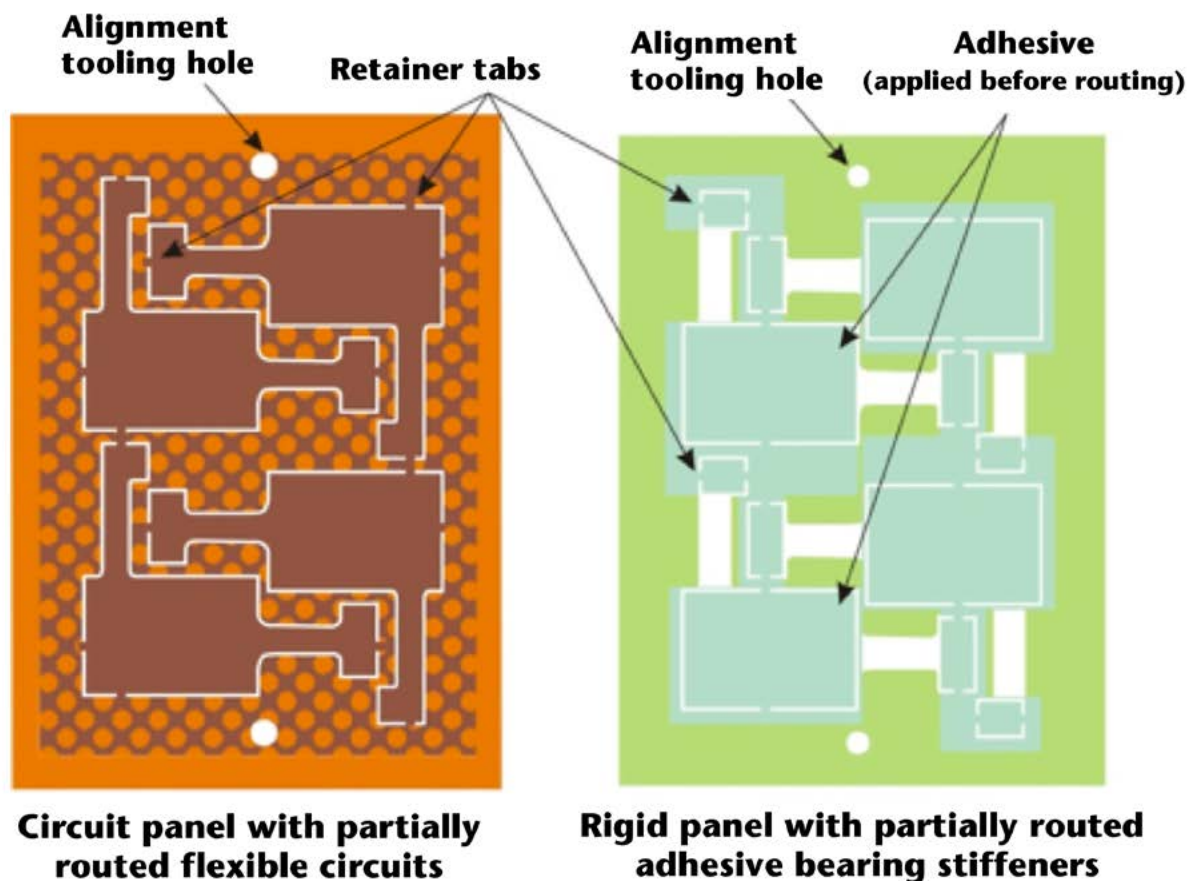 Alignment
tooling hole
Retainer tabs
Alignment
tooling hole
Adhesive
(applied before routing)
Circuit panel with partially
routed flexible circuits
Rigid panel with partially routed
adhesive bearing stiffeners